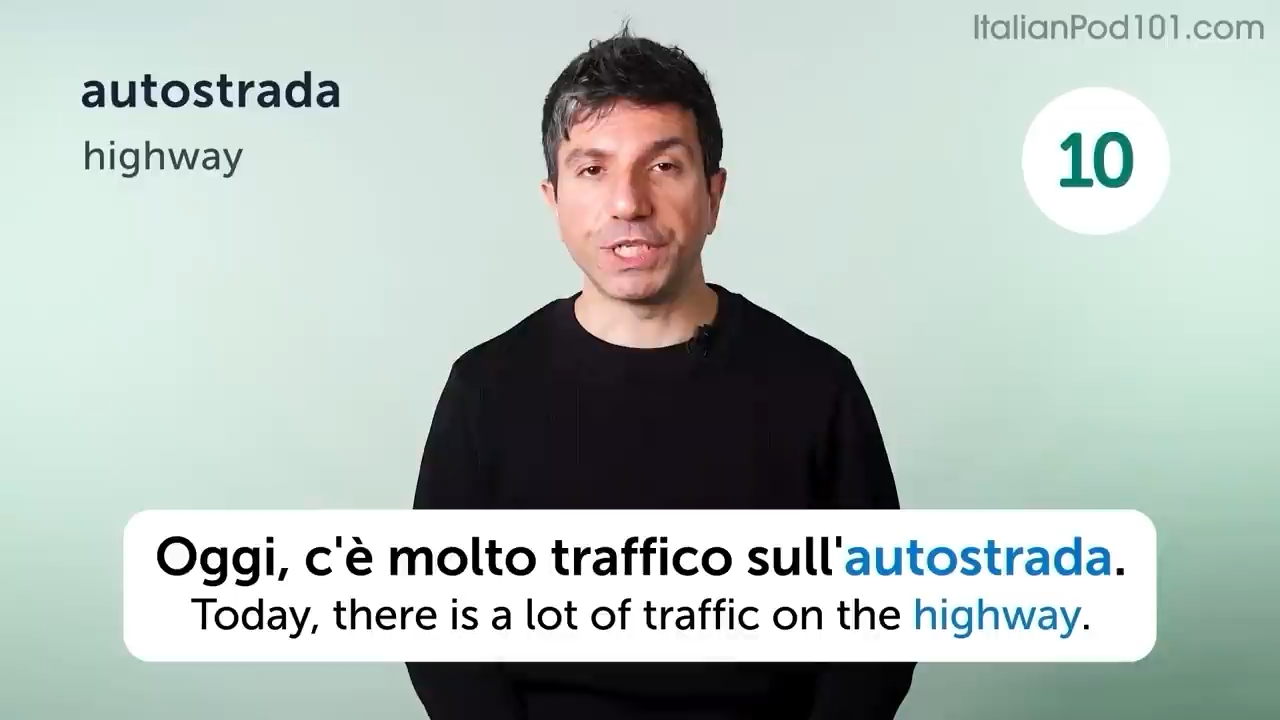 ItalianPod101.com
autostrada
highway
10
Oggi, c'è molto traffico sull'autostrada.
Today, there is a lot of traffic on the highway.